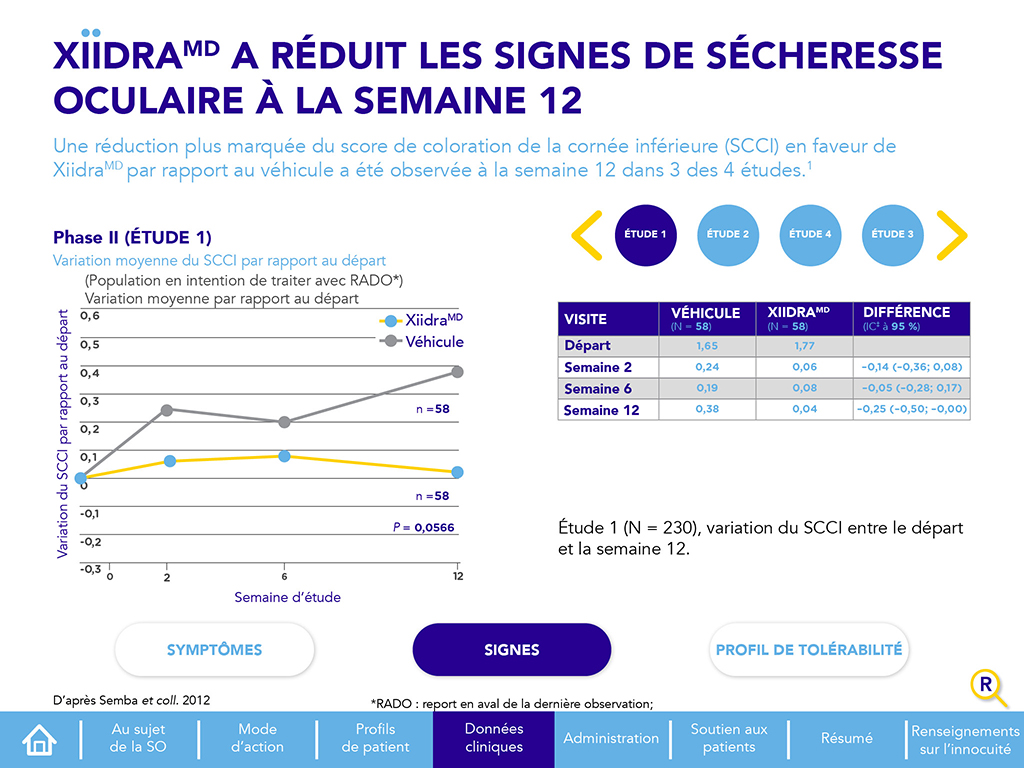 XÏÏDRAMD A RÉDUIT LES SIGNES DE SÉCHERESSE
OCULAIRE À LA SEMAINE 12
Une réduction plus marquée du score de coloration de la cornée inférieure (SCCI) en faveur de
XiidraMD par rapport au véhicule a été observée à la semaine 12 dans 3 des 4 études.1
Phase II (ÉTUDE 1)
Variation moyenne du SCCI par rapport au départ
(Population en intention de traiter avec RADO*)
Variation moyenne par rapport au départ
Variation du SCCI par rapport au départ
0,6
0,5
0,4
0,3
0,2
0,1
0
-0,1
-0,2
-0,3
XiidraMD
Véhicule
n =58
n =58
P = 0,0566
0 2 6 12
Semaine d'étude
ÉTUDE 1 ÉTUDE 2 ÉTUDE 4 ÉTUDE 3
VISITE VÉHICULE (N = 58) XIIDRAMD (N = 58) DIFFÉRENCE (IC‡ à 95 %)
Départ 1,65 1,77
Semaine 2 0,24 0,06 –0,14 (–0,36; 0,08)
Semaine 6 0,19 0,08 –0,05 (–0,28; 0,17)
Semaine 12 0,38 0,04 –0,25 (–0,50; –0,00)
Étude 1 (N = 230), variation du SCCI entre le départ
et la semaine 12.
SYMPTÔMES SIGNES PROFIL DE TOLÉRABILITÉ
R
D'après Semba et coll. 2012
*RADO : report en aval de la dernière observation;
Au sujet
de la SO
Mode
d'action
Profils
de patient
Données
cliniques
Administration
Soutien aux
patients
Résumé
Renseignements
sur l'innocuité